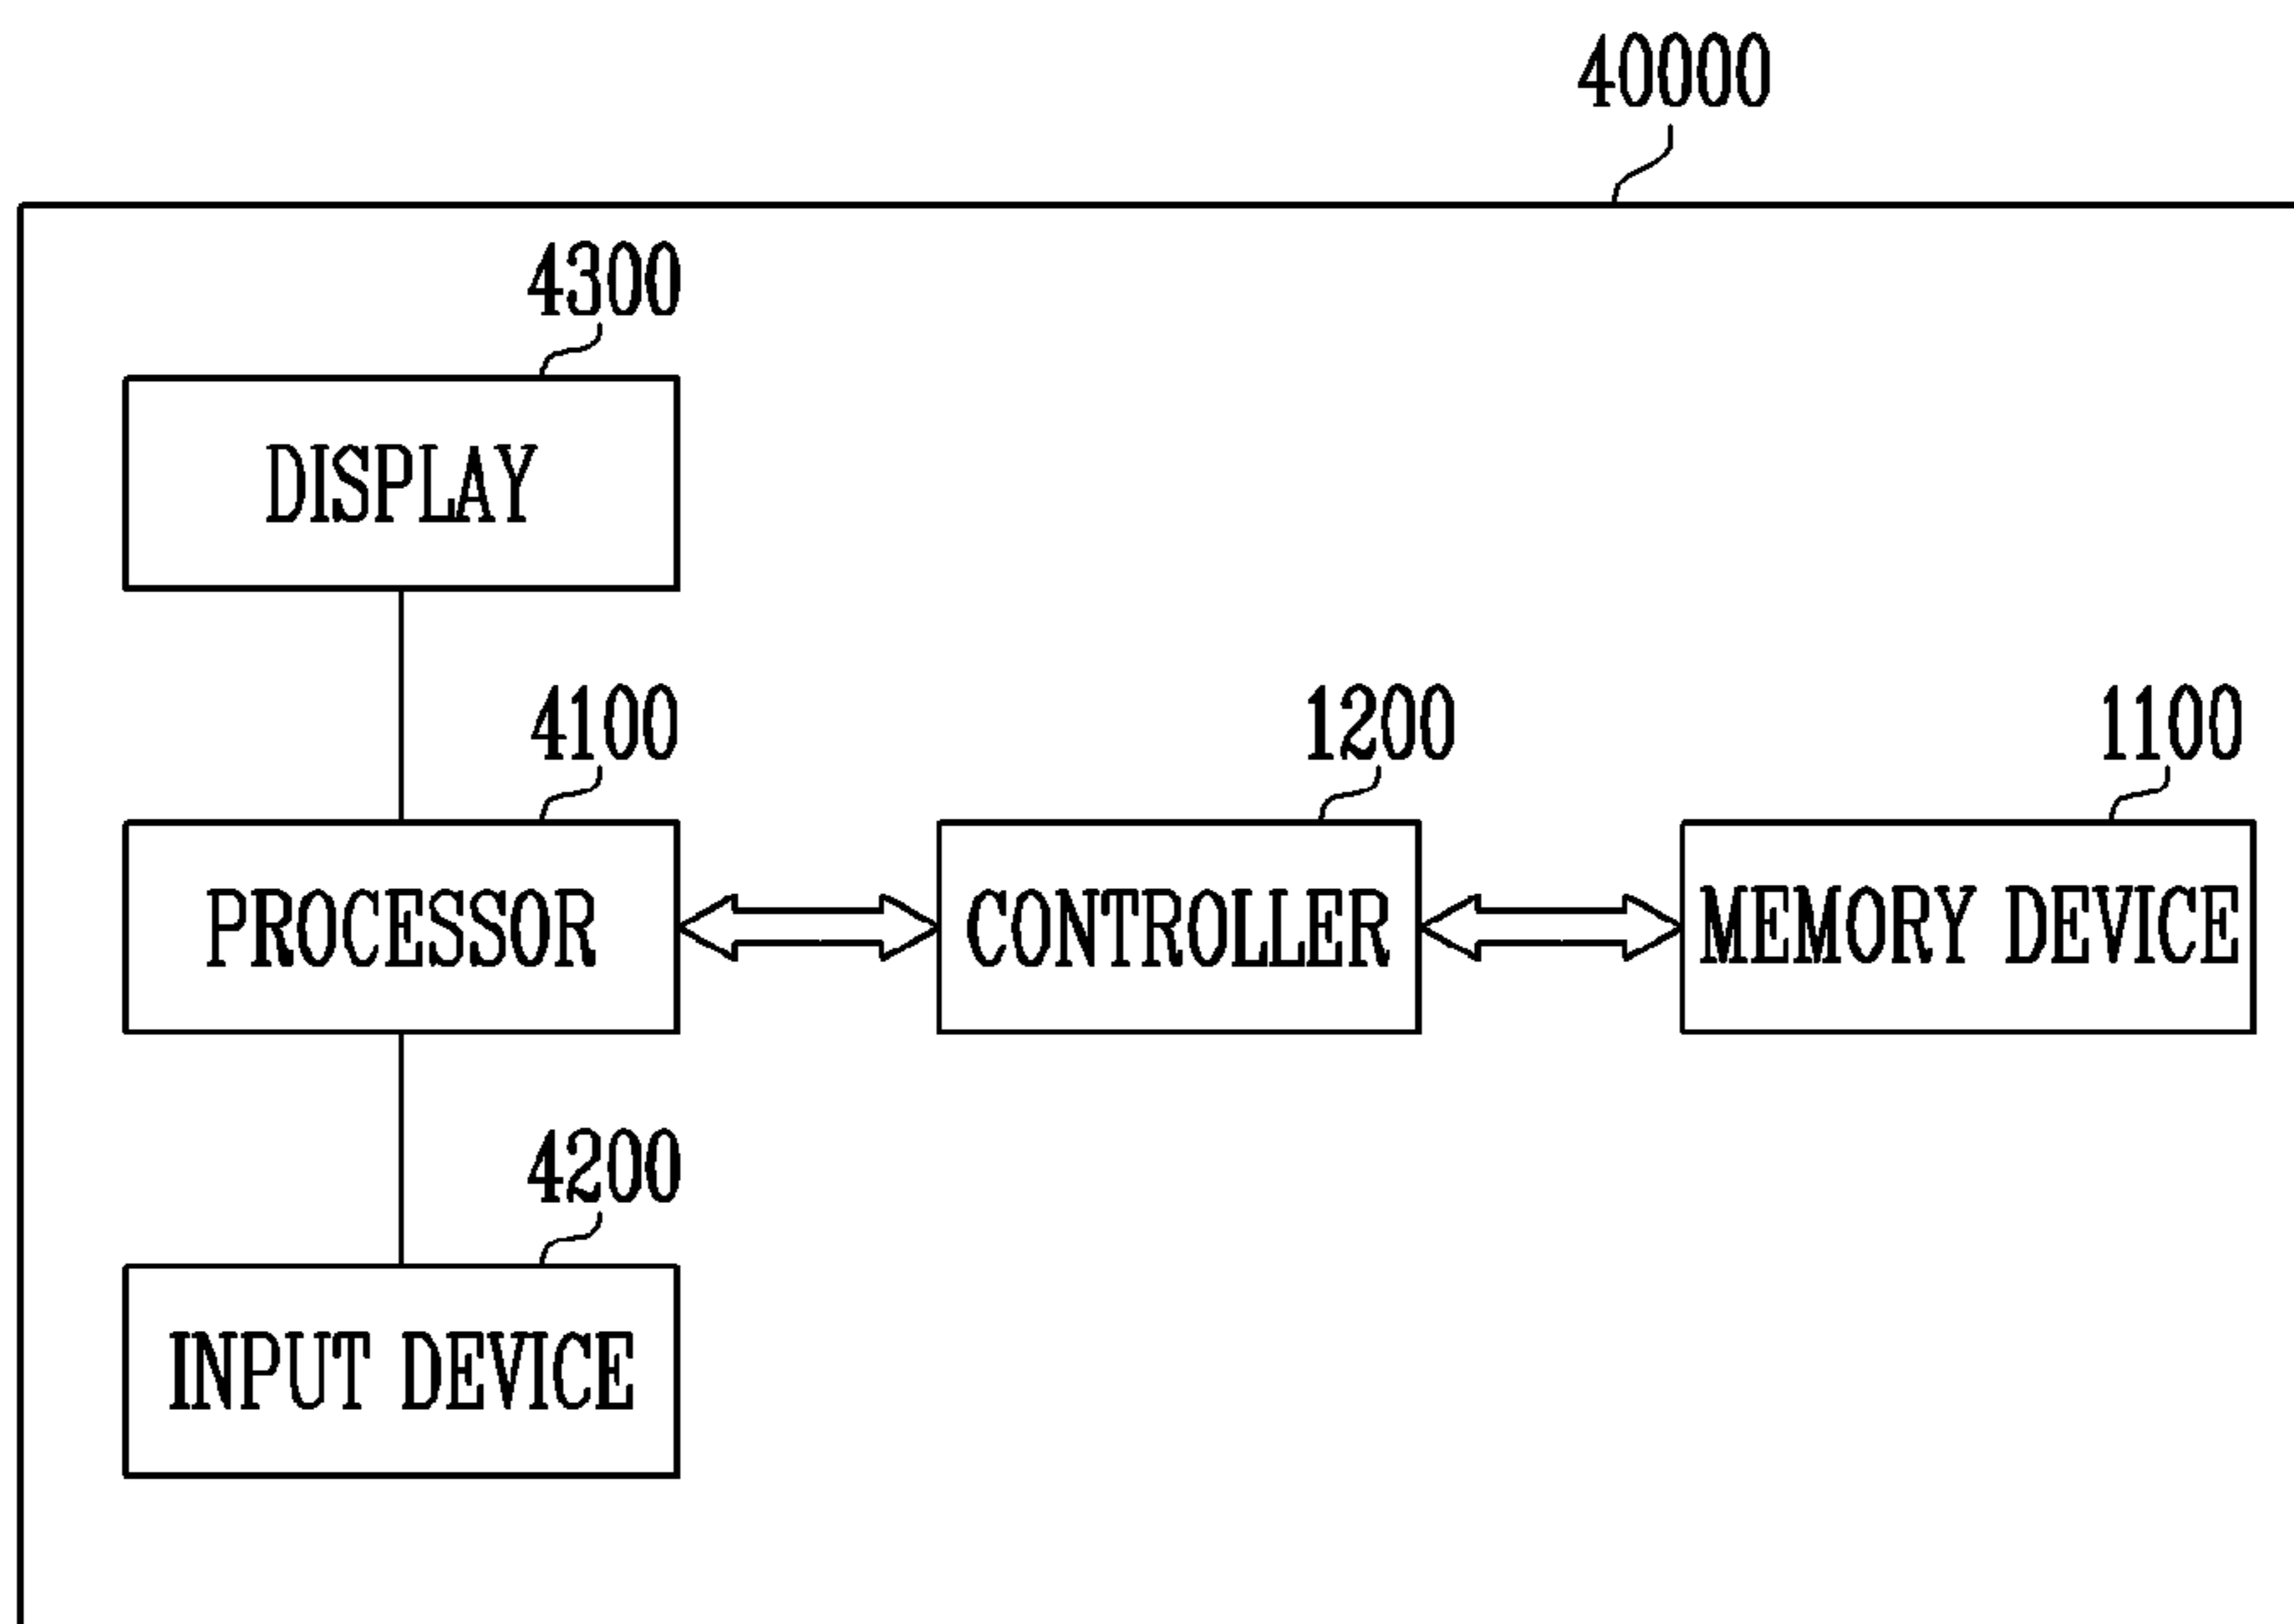 40000
4300
DISPLAY
4100
PROCESSOR
1200
CONTROLLER
1100
MEMORY DEVICE
4200
INPUT DEVICE